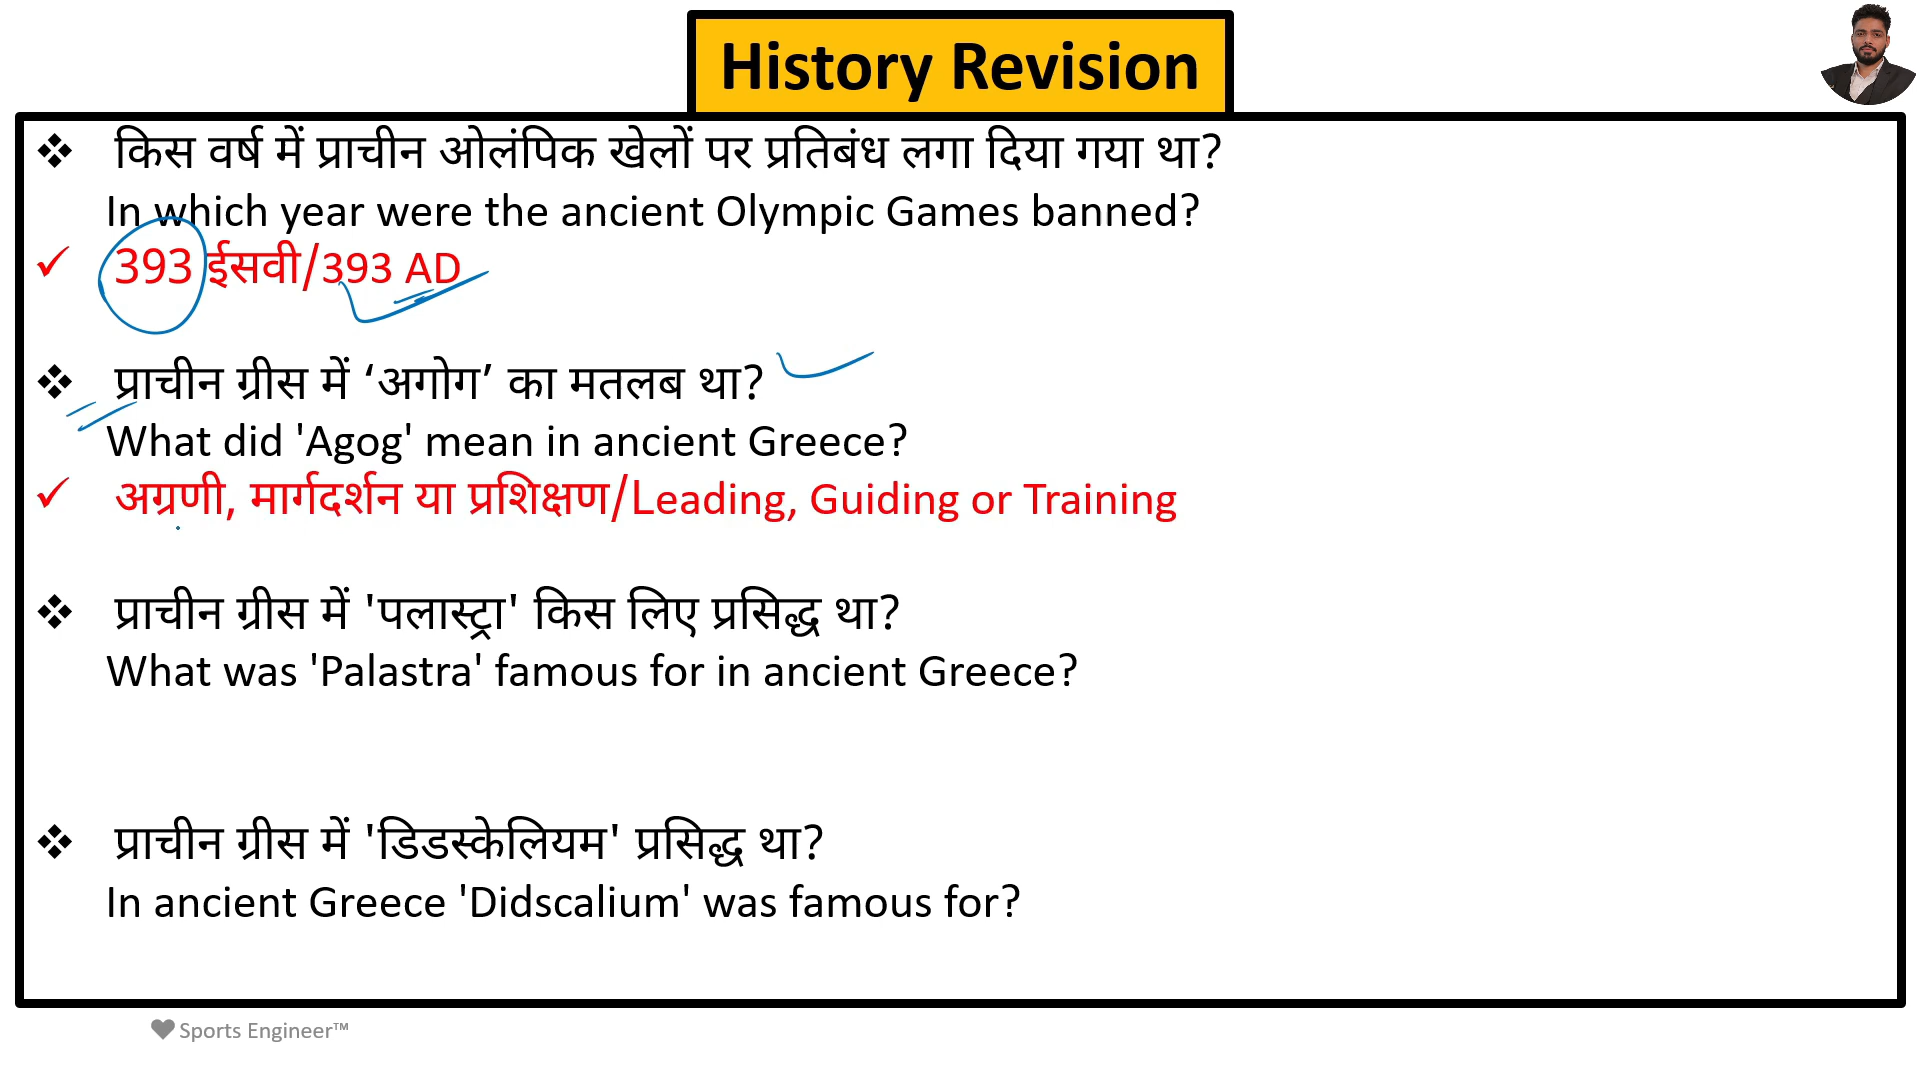 History Revision
❖ किस वर्ष में प्राचीन ओलंपिक खेलों पर प्रतिबंध लगा दिया गया था?
In which year were the ancient Olympic Games banned?
✓ 393 ईसवी/393 AD
❖ प्राचीन ग्रीस में ‘अगोग’ का मतलब था?
What did 'Agog' mean in ancient Greece?
✓ अग्रणी, मार्गदर्शन या प्रशिक्षण/Leading, Guiding or Training
❖ प्राचीन ग्रीस में 'पलास्ट्रा' किस लिए प्रसिद्ध था?
What was 'Palastra' famous for in ancient Greece?
❖ प्राचीन ग्रीस में 'डिडस्केलियम' प्रसिद्ध था?
In ancient Greece 'Didscalium' was famous for?
Sports Engineer™